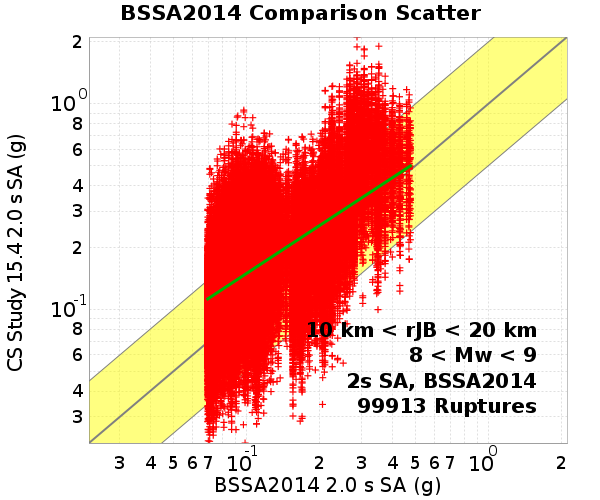 BSSA2014 Comparison Scatter
CS Study 15.4 2.0 s SA (g)
2
10^0
8
6
4
3
2
10^-1
8
6
4
3
10 km < rJB < 20 km
8 < Mw < 9
2s SA, BSSA2014
99913 Ruptures
3 4 5 6 7 10^-1 2 3 4 5 6 7 10^0 2
BSSA2014 2.0 s SA (g)